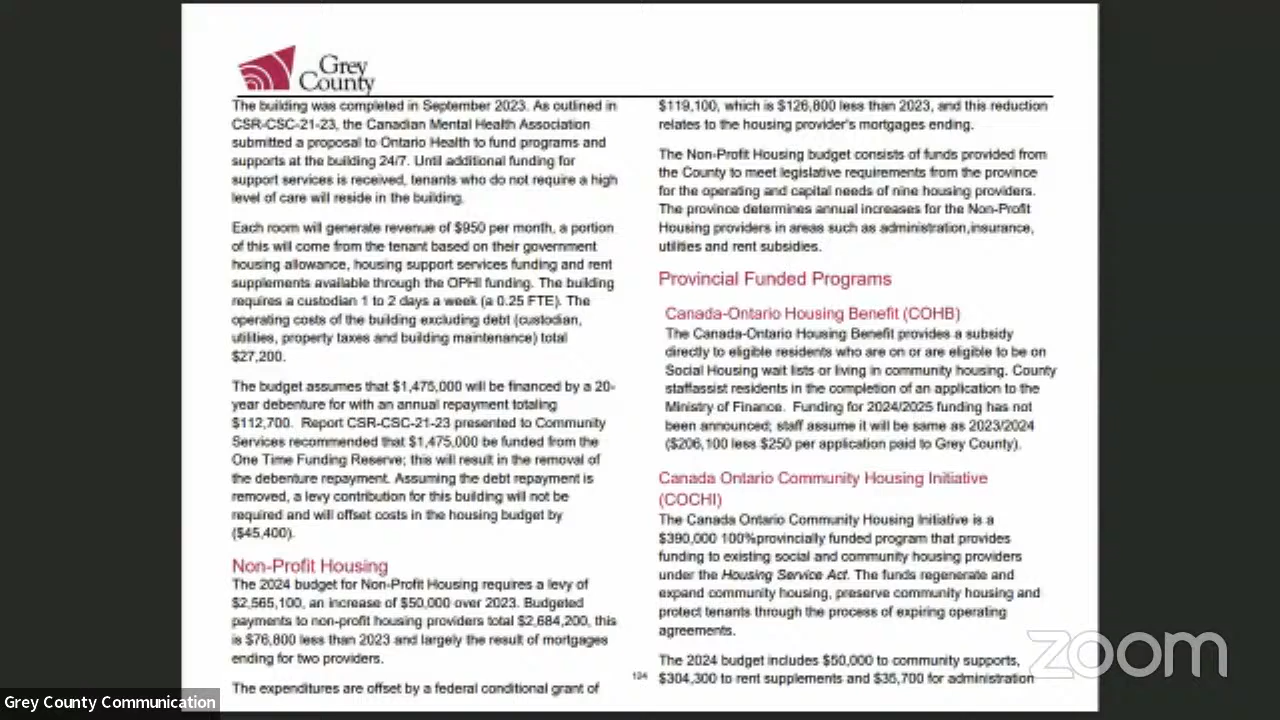 Grey
County
The building was completed in September 2023. As outlined in
CSR-CSC-21-23, the Canadian Mental Health Association
submitted a proposal to Ontario Health to fund programs and
supports at the building 24/7. Until additional funding for
support services is received, tenants who do not require a high
level of care will reside in the building.
Each room will generate revenue of $950 per month, a portion
of this will come from the tenant based on their government
housing allowance, housing support services funding and rent
supplements available through the OPHI funding. The building
requires a custodian 1 to 2 days a week (a 0.25 FTE). The
operating costs of the building excluding debt (custodian,
utilities, property taxes and building maintenance) total
$27,200.
The budget assumes that $1,475,000 will be financed by a 20-
year debenture for with an annual repayment totaling
$112,700. Report CSR-CSC-21-23 presented to Community
Services recommended that $1,475,000 be funded from the
One Time Funding Reserve; this will result in the removal of
the debenture repayment. Assuming the debt repayment is
removed, a levy contribution for this building will not be
required and will offset costs in the housing budget by
($45,400).
Non-Profit Housing
The 2024 budget for Non-Profit Housing requires a levy of
$2,565,100, an increase of $50,000 over 2023. Budgeted
payments to non-profit housing providers total $2,684,200, this
is $76,800 less than 2023 and largely the result of mortgages
ending for two providers.
The expenditures are offset by a federal conditional grant of
$119,100, which is $126,800 less than 2023, and this reduction
relates to the housing provider's mortgages ending.
The Non-Profit Housing budget consists of funds provided from
the County to meet legislative requirements from the province
for the operating and capital needs of nine housing providers.
The province determines annual increases for the Non-Profit
Housing providers in areas such as administration,insurance,
utilities and rent subsidies.
Provincial Funded Programs
Canada-Ontario Housing Benefit (COHB)
The Canada-Ontario Housing Benefit provides a subsidy
directly to eligible residents who are on or are eligible to be on
Social Housing wait lists or living in community housing. County
staffassist residents in the completion of an application to the
Ministry of Finance. Funding for 2024/2025 funding has not
been announced; staff assume it will be same as 2023/2024
($206,100 less $250 per application paid to Grey County).
Canada Ontario Community Housing Initiative
(COCHI)
The Canada Ontario Community Housing Initiative is a
$390,000 100%provincially funded program that provides
funding to existing social and community housing providers
under the Housing Service Act. The funds regenerate and
expand community housing, preserve community housing and
protect tenants through the process of expiring operating
agreements.
The 2024 budget includes $50,000 to community supports,
$304,300 to rent supplements and $35,700 for administration
124
zoom
Grey County Communication